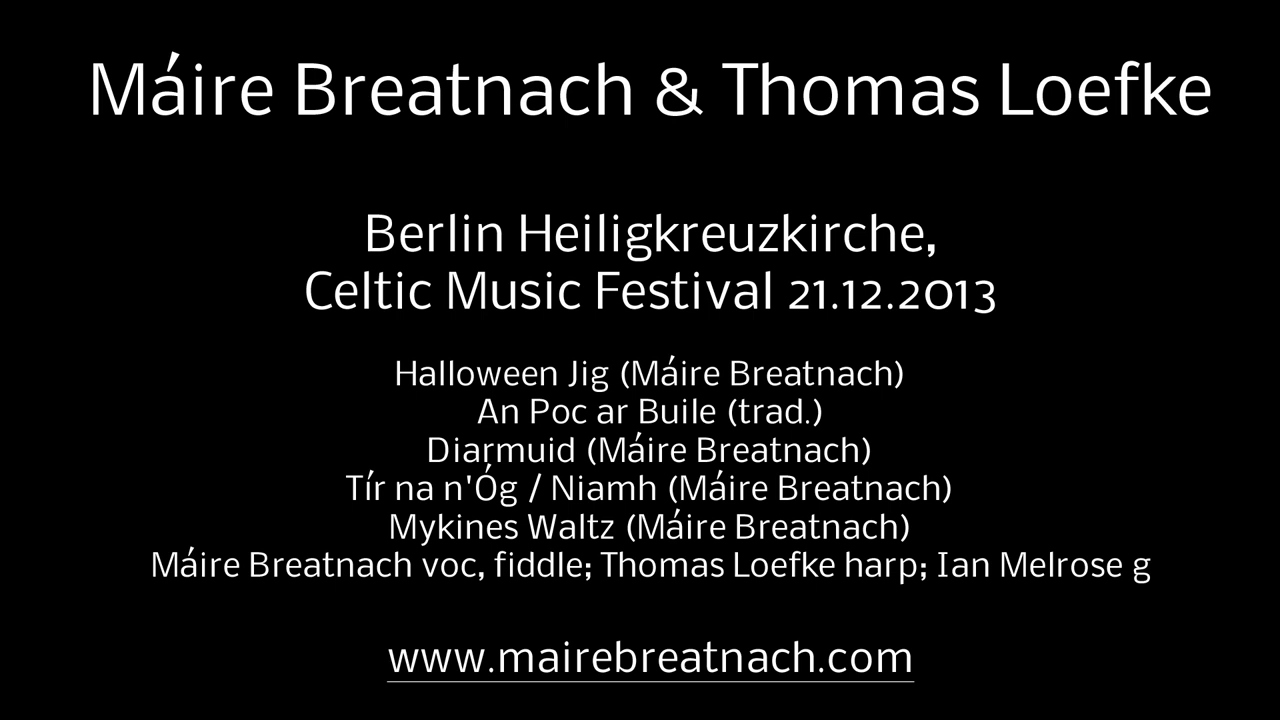 Máire Breatnach & Thomas Loefke
Berlin Heiligkreuzkirche,
Celtic Music Festival 21.12.2013
Halloween Jig (Máire Breatnach)
An Poc ar Buile (trad.)
Diarmuid (Máire Breatnach)
Tír na n'Óg / Niamh (Máire Breatnach)
Mykines Waltz (Máire Breatnach)
Máire Breatnach voc, fiddle; Thomas Loefke harp; Ian Melrose g
www.mairebreatnach.com